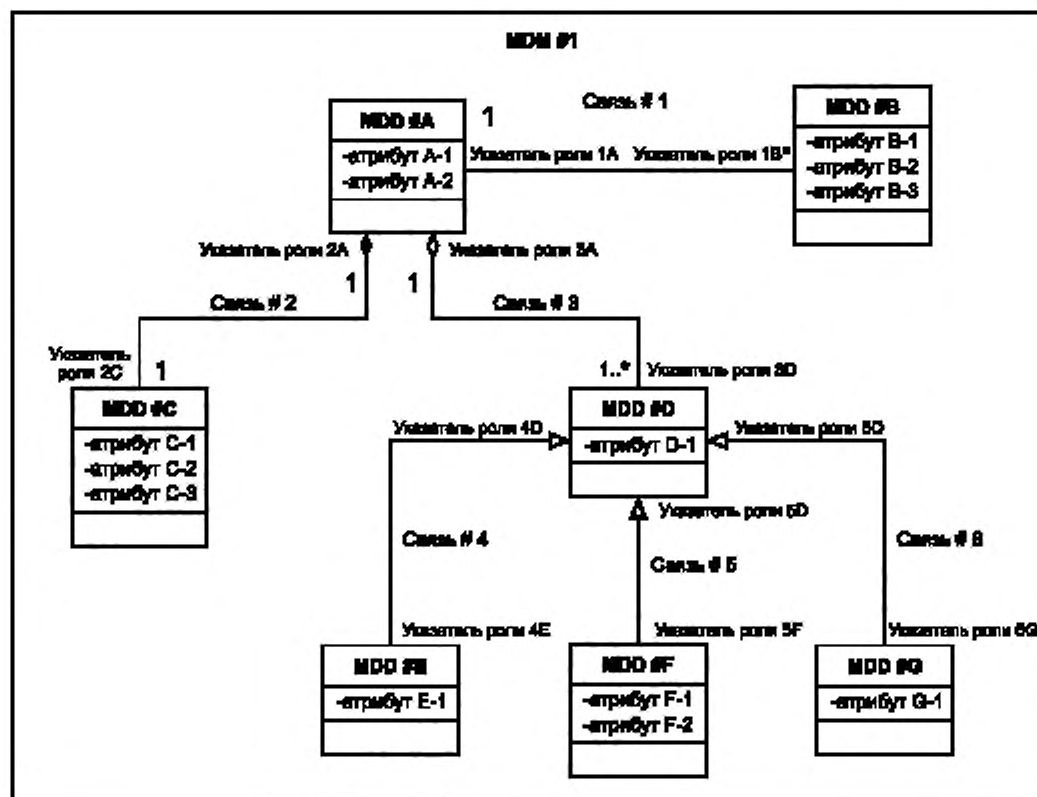 MDM #1
Связь # 1
MDD #A
1
MDD #B
-атрибут A-1
-атрибут A-2
Указатель роли 1A
Указатель роли 1B*
-атрибут B-1
-атрибут B-2
-атрибут B-3
Указатель роли 2A
Указатель роли 3A
1
1
Связь # 2
Связь # 3
Указатель
роли 2C
1
1..*
Указатель роли 3D
MDD #C
-атрибут C-1
-атрибут C-2
-атрибут C-3
MDD #D
-атрибут D-1
Указатель роли 4D
Указатель роли 6D
Указатель роли 5D
Связь # 4
Связь # 5
Связь # 6
Указатель роли 4E
Указатель роли 5F
Указатель роли 6G
MDD #E
-атрибут E-1
MDD #F
-атрибут F-1
-атрибут F-2
MDD #G
-атрибут G-1